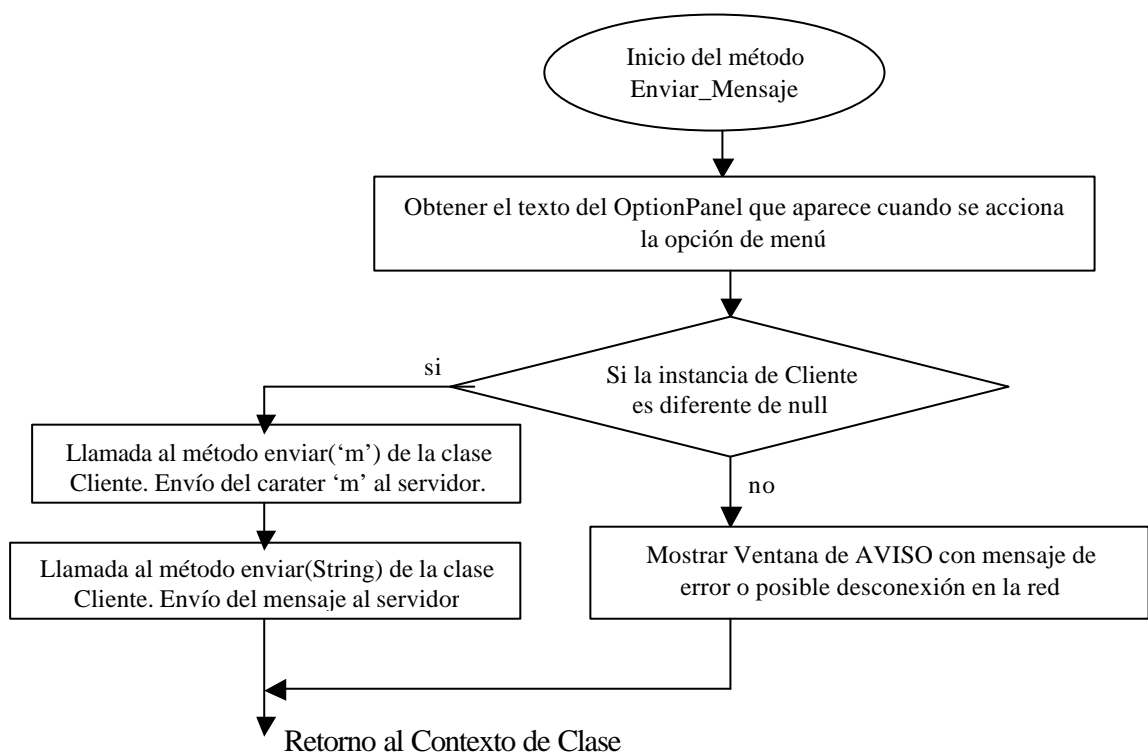 Inicio del método
Enviar_Mensaje
Obtener el texto del OptionPanel que aparece cuando se acciona
la opción de menú
Si la instancia de Cliente
es diferente de null
si
Llamada al método enviar(‘m’) de la clase
Cliente. Envío del carater ‘m’ al servidor.
no
Llamada al método enviar(String) de la clase
Cliente. Envío del mensaje al servidor
Mostrar Ventana de AVISO con mensaje de
error o posible desconexión en la red
Retorno al Contexto de Clase